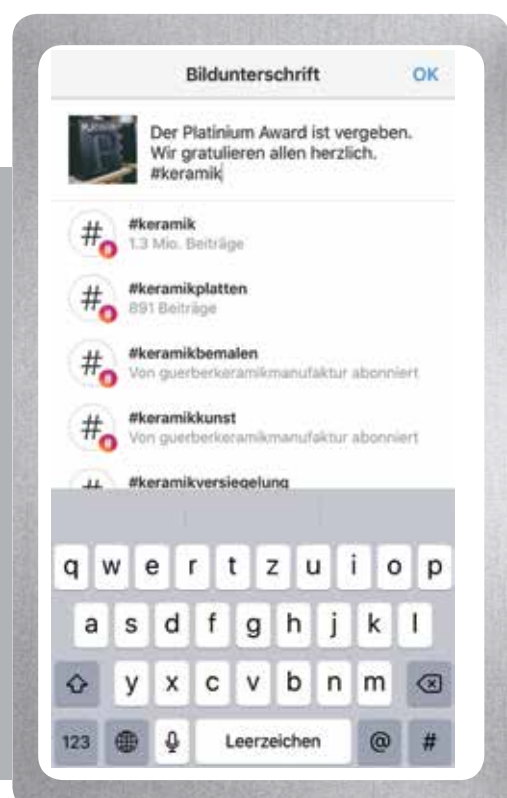 Bildunterschrift OK
PLATINIUM
Der Platinium Award ist vergeben.
Wir gratulieren allen herzlich.
#keramik
#keramik
1.3 Mio. Beiträge
#keramikplatten
891 Beiträge
#keramikbemalen
Von guerberkeramikmanufaktur abonniert
#keramikkunst
Von guerberkeramikmanufaktur abonniert
#keramikversiegelung
q w e r t z u i o p
a s d f g h j k l
y x c v b n m
123 Leerzeichen @ #